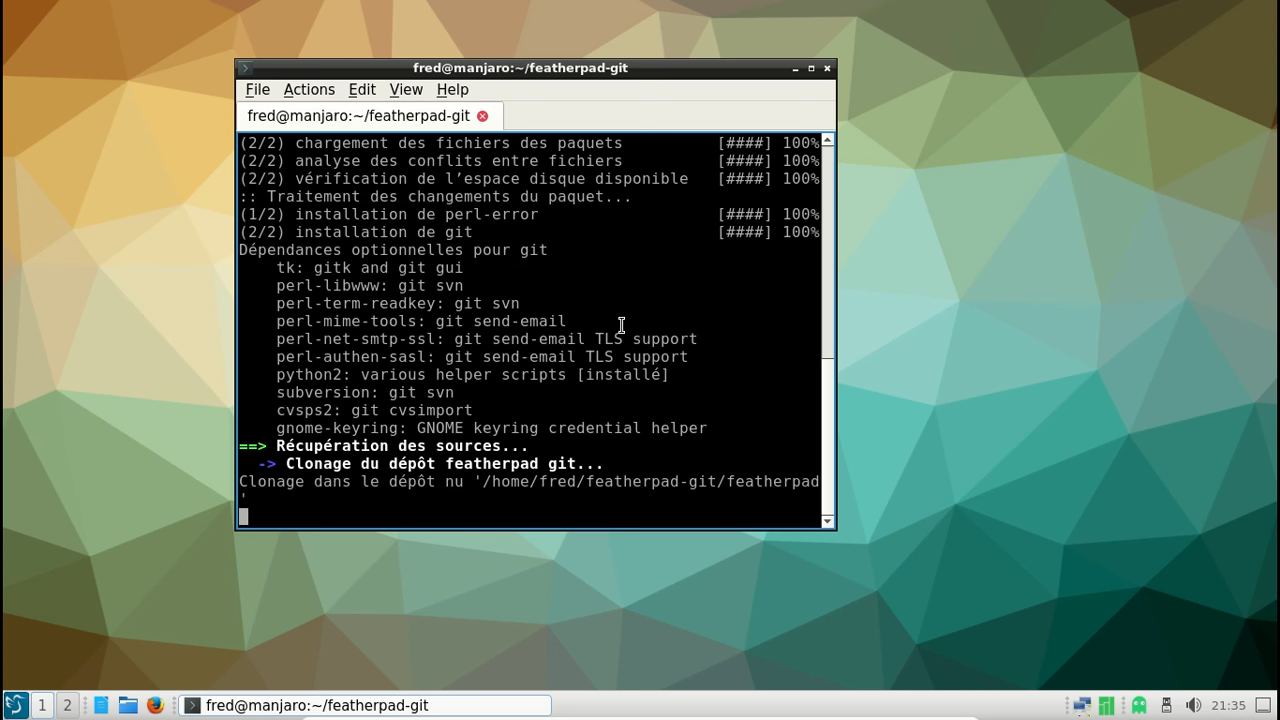 fred@manjaro:~/featherpad-git
File Actions Edit View Help
fred@manjaro:~/featherpad-git
(2/2) chargement des fichiers des paquets [####] 100%
(2/2) analyse des conflits entre fichiers [####] 100%
(2/2) vérification de l’espace disque disponible [####] 100%
:: Traitement des changements du paquet...
(1/2) installation de perl-error [####] 100%
(2/2) installation de git [####] 100%
Dépendances optionnelles pour git
tk: gitk and git gui
perl-libwww: git svn
perl-term-readkey: git svn
perl-mime-tools: git send-email
perl-net-smtp-ssl: git send-email TLS support
perl-authen-sasl: git send-email TLS support
python2: various helper scripts [installé]
subversion: git svn
cvsps2: git cvsimport
gnome-keyring: GNOME keyring credential helper
==> Récupération des sources...
-> Clonage du dépôt featherpad git...
Clonage dans le dépôt nu '/home/fred/featherpad-git/featherpad
'
1 2 fred@manjaro:~/featherpad-git 21:35